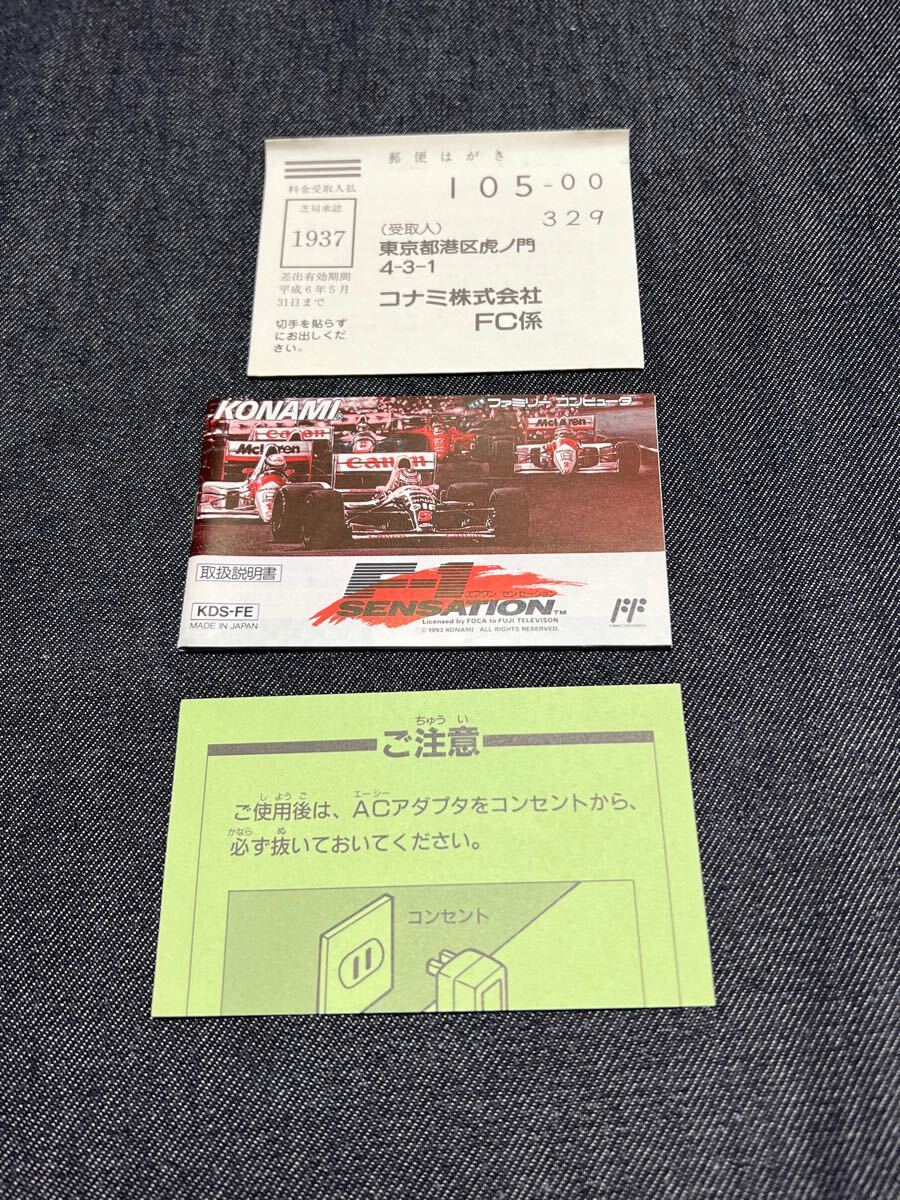 郵便はがき
料金受取人払
芝局承認
1937
差出有効期間
平成6年5月
31日まで
切手を貼らず
にお出しくだ
さい。
105-00
329
(受取人)
東京都港区虎ノ門
4-3-1
コナミ株式会社
FC係
KONAMI
ファミリー コンピュータ
Canon
McLaren
McLaren
Canon
取扱説明書
KDS-FE
MADE IN JAPAN
F-1
エフワン センセーション
SENSATION™
Licensed by FOCA to FUJI TELEVISON
©1993 KONAMI ALL RIGHTS RESERVED.
ちゅうい
ご注意
しようご エーシー
ご使用後は、ACアダプタをコンセントから、
かなら ぬ
必ず抜いておいてください。
コンセント